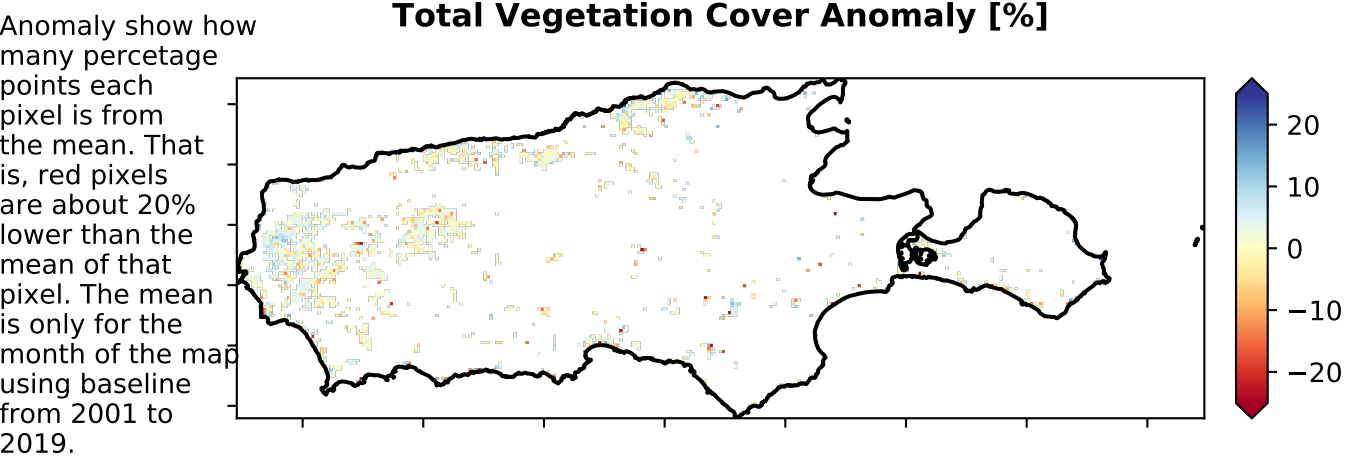 Total Vegetation Cover Anomaly [%]
Anomaly show how
many percetage
points each
pixel is from
the mean. That
is, red pixels
are about 20%
lower than the
mean of that
pixel. The mean
is only for the
month of the map
using baseline
from 2001 to
2019.
20
10
0
−10
−20